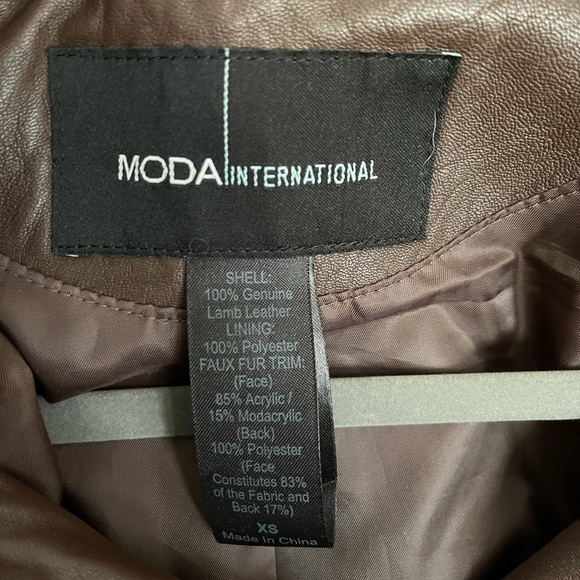 MODA INTERNATIONAL
SHELL:
100% Genuine
Lamb Leather
LINING:
100% Polyester
FAUX FUR TRIM:
(Face)
85% Acrylic /
15% Modacrylic
(Back)
100% Polyester
(Face
Constitutes 83%
of the Fabric and
Back 17%)
XS
Made In China